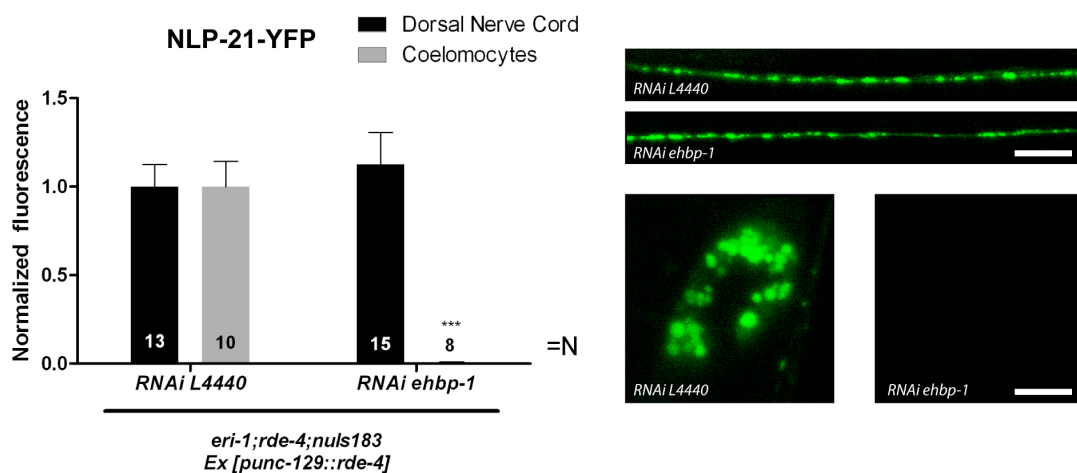 NLP-21-YFP
Dorsal Nerve Cord
Coelomocytes
Normalized fluorescence
1.5
1.0
0.5
0.0
13
10
15
***
8
=N
RNAi L4440
RNAi ehbp-1
eri-1;rde-4;nuIs183
Ex [punc-129::rde-4]
RNAi L4440
RNAi ehbp-1
RNAi L4440
RNAi ehbp-1